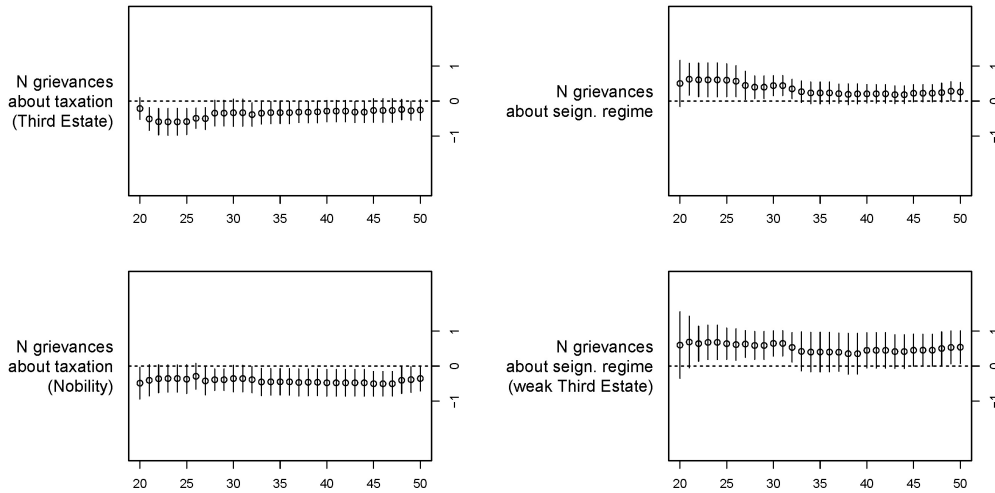 N grievances
about taxation
(Third Estate)
1
0
−1
20 25 30 35 40 45 50
N grievances
about seign. regime
1
0
−1
20 25 30 35 40 45 50
N grievances
about taxation
(Nobility)
1
0
−1
20 25 30 35 40 45 50
N grievances
about seign. regime
(weak Third Estate)
1
0
−1
20 25 30 35 40 45 50